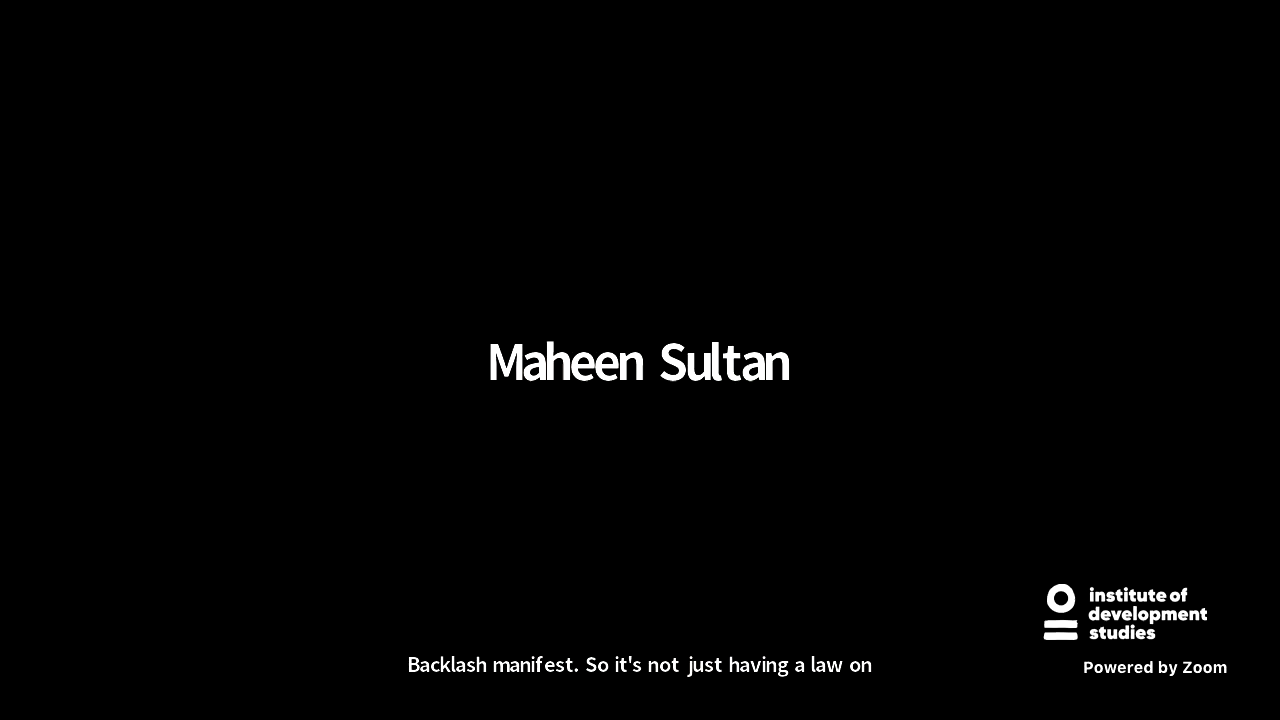 Maheen Sultan
institute of
development
studies
Backlash manifest. So it's not just having a law on
Powered by Zoom